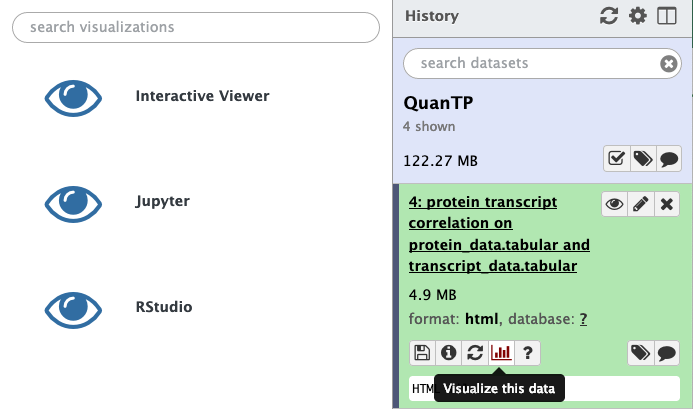 search visualizations
Interactive Viewer
Jupyter
RStudio
History
search datasets
QuanTP
4 shown
122.27 MB
4: protein transcript
correlation on
protein_data.tabular and
transcript_data.tabular
4.9 MB
format: html, database: ?
?
Visualize this data
HTML